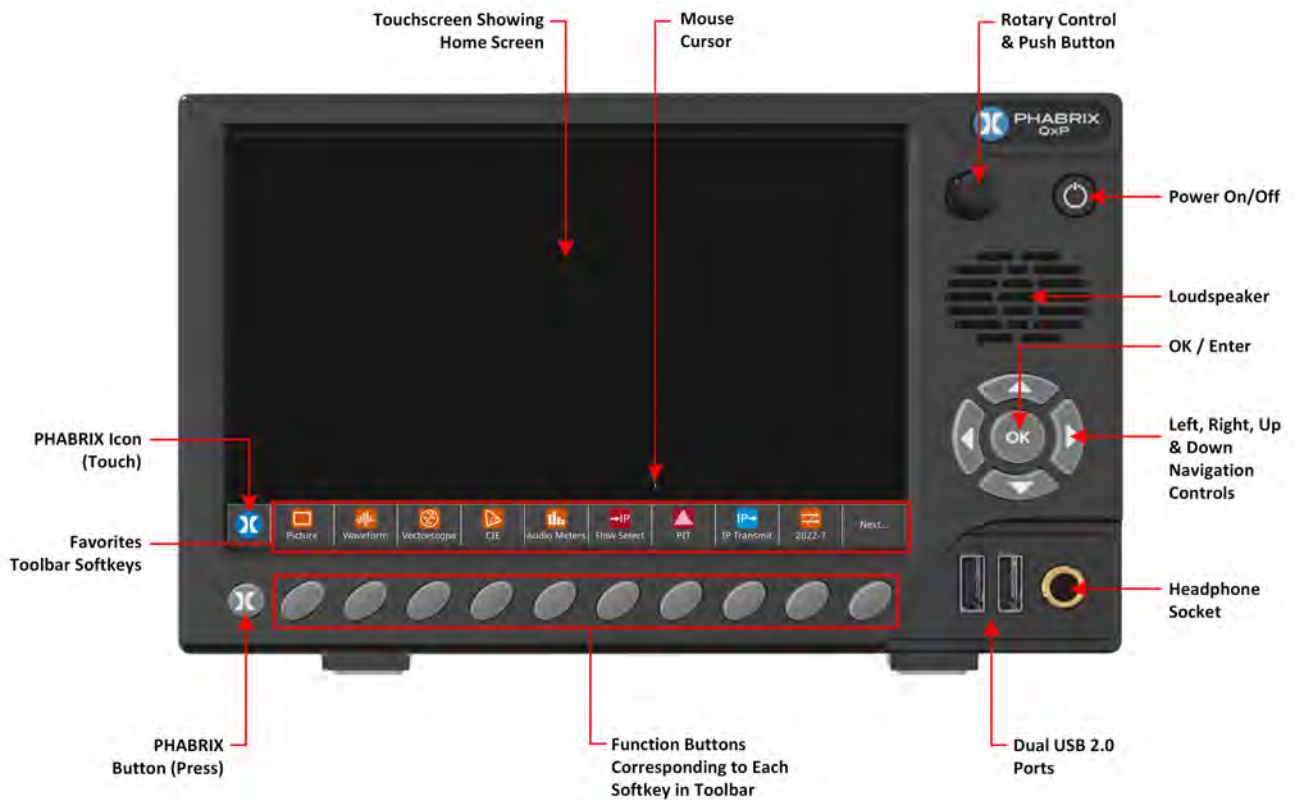 Touchscreen Showing
Home Screen
Mouse
Cursor
Rotary Control
& Push Button
PHABRIX
QxP
Power On/Off
Loudspeaker
OK / Enter
OK
Left, Right, Up
& Down
Navigation
Controls
PHABRIX Icon
(Touch)
Picture
Waveform
Vectorscope
CIE
Audio Meters
→IP
Flow Select
PIT
IP→
IP Transmit
2022-7
Next...
Favorites
Toolbar Softkeys
Headphone
Socket
PHABRIX
Button (Press)
Function Buttons
Corresponding to Each
Softkey in Toolbar
Dual USB 2.0
Ports